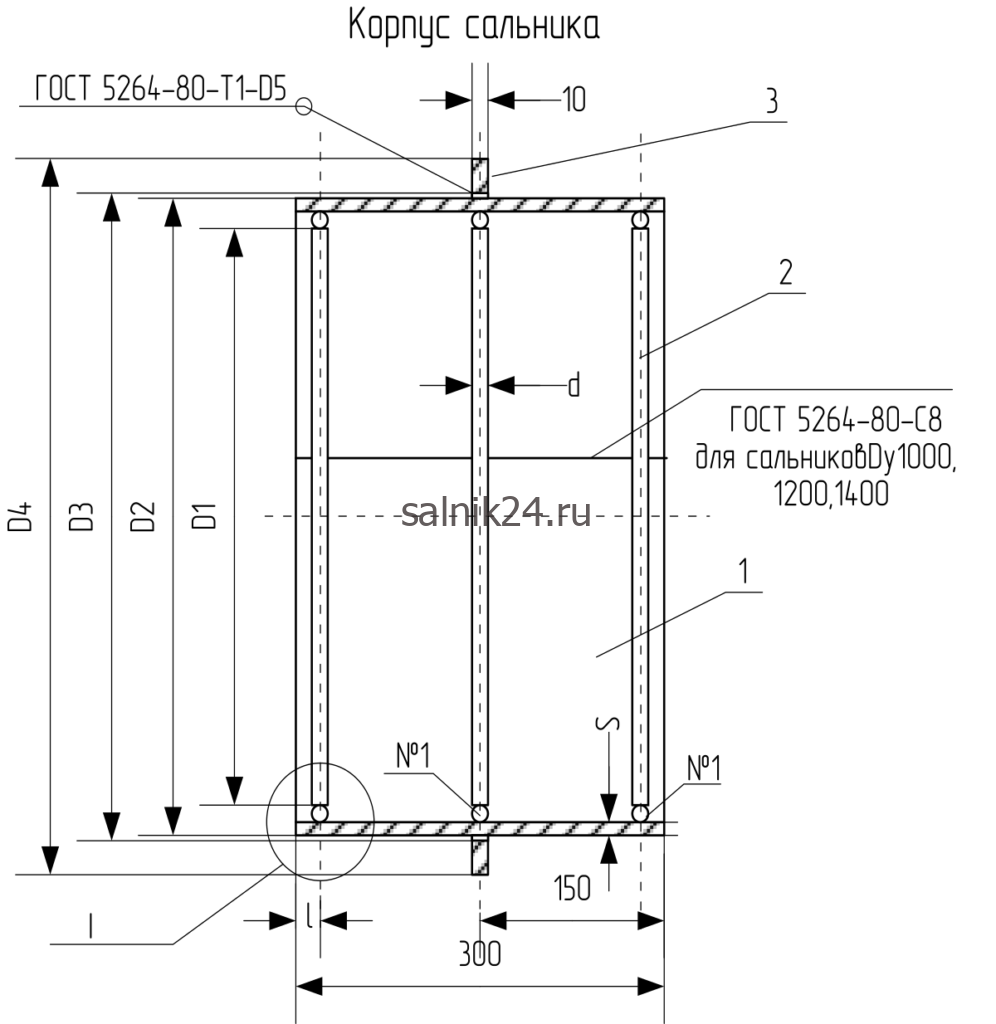 Корпус сальника
ГОСТ 5264-80-Т1-D5
10
3
2
d
ГОСТ 5264-80-С8
для сальниковDy1000,
1200,1400
D4
D3
D2
D1
salnik24.ru
1
S
№1
№1
150
l
I
300